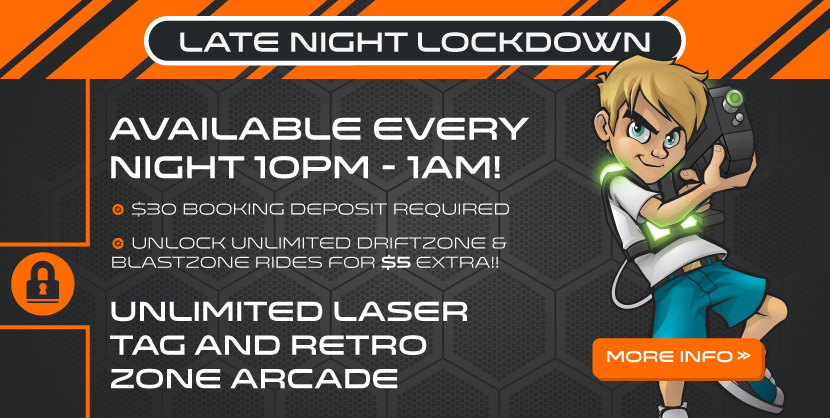 LATE NIGHT LOCKDOWN
AVAILABLE EVERY
NIGHT 10PM - 1AM!
$30 BOOKING DEPOSIT REQUIRED
UNLOCK UNLIMITED DRIFTZONE &
BLASTZONE RIDES FOR $5 EXTRA!!
UNLIMITED LASER
TAG AND RETRO
ZONE ARCADE
MORE INFO »